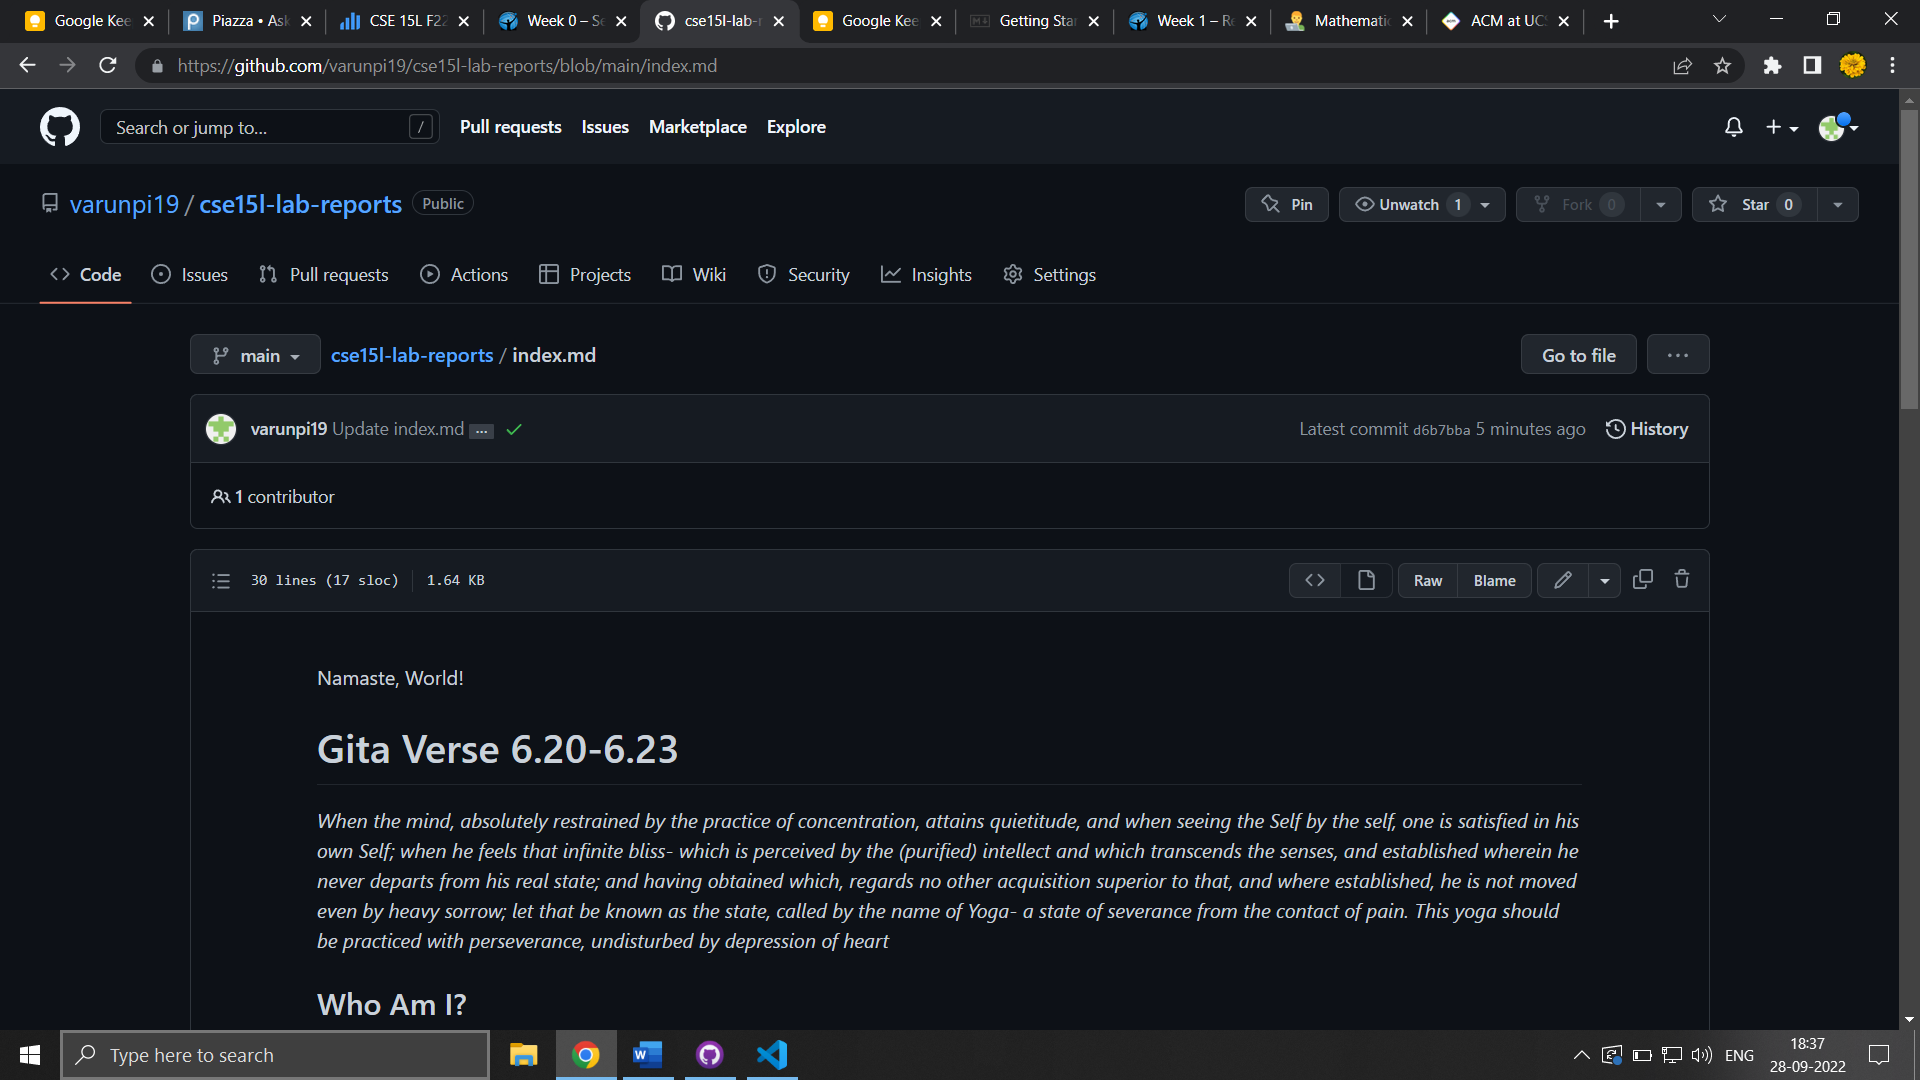 Google Kee
Piazza • Ask
CSE 15L F22
Week 0 – Se
cse15l-lab-r
Google Kee
Getting Star
Week 1 – Re
Mathematic
ACM at UCS
https://github.com/varunpi19/cse15l-lab-reports/blob/main/index.md
Search or jump to... /
Pull requests Issues Marketplace Explore
varunpi19 / cse15l-lab-reports Public
Pin Unwatch 1 Fork 0 Star 0
Code Issues Pull requests Actions Projects Wiki Security Insights Settings
main cse15l-lab-reports / index.md Go to file ...
varunpi19 Update index.md ... Latest commit d6b7bba 5 minutes ago History
1 contributor
30 lines (17 sloc) 1.64 KB <> Raw Blame
Namaste, World!
Gita Verse 6.20-6.23
When the mind, absolutely restrained by the practice of concentration, attains quietitude, and when seeing the Self by the self, one is satisfied in his
own Self; when he feels that infinite bliss- which is perceived by the (purified) intellect and which transcends the senses, and established wherein he
never departs from his real state; and having obtained which, regards no other acquisition superior to that, and where established, he is not moved
even by heavy sorrow; let that be known as the state, called by the name of Yoga- a state of severance from the contact of pain. This yoga should
be practiced with perseverance, undisturbed by depression of heart
Who Am I?
Type here to search
ENG
18:37
28-09-2022